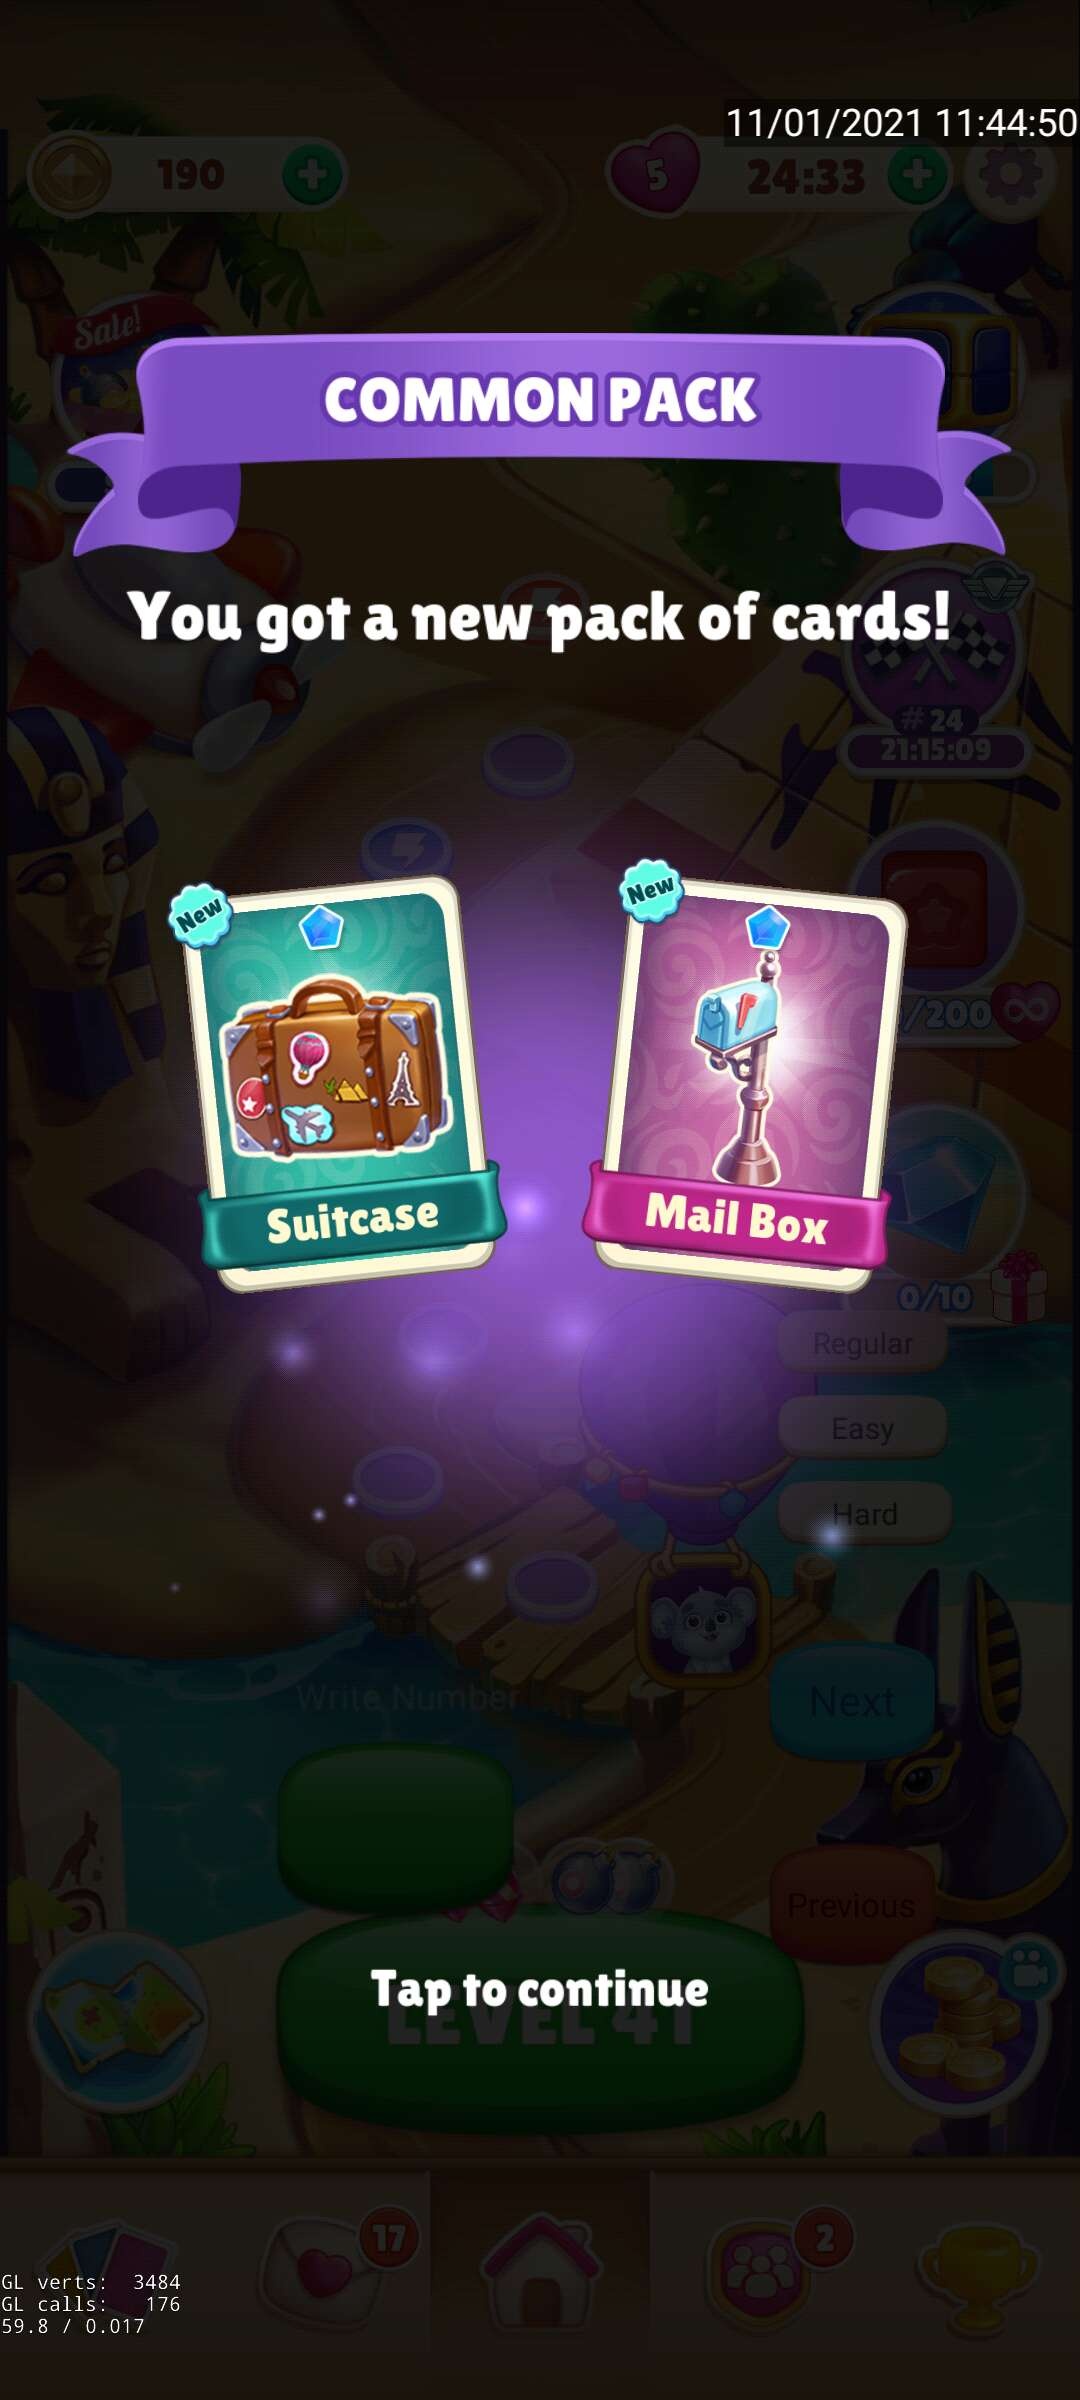 11/01/2021 11:44:50
190
5
24:33
Sale!
COMMON PACK
You got a new pack of cards!
#24
21:15:09
New
New
/200
Suitcase
Mail Box
0/10
Regular
Easy
Hard
Write Number
Next
Previous
Tap to continue
LEVEL 41
17
2
GL verts: 3484
GL calls: 176
59.8 / 0.017